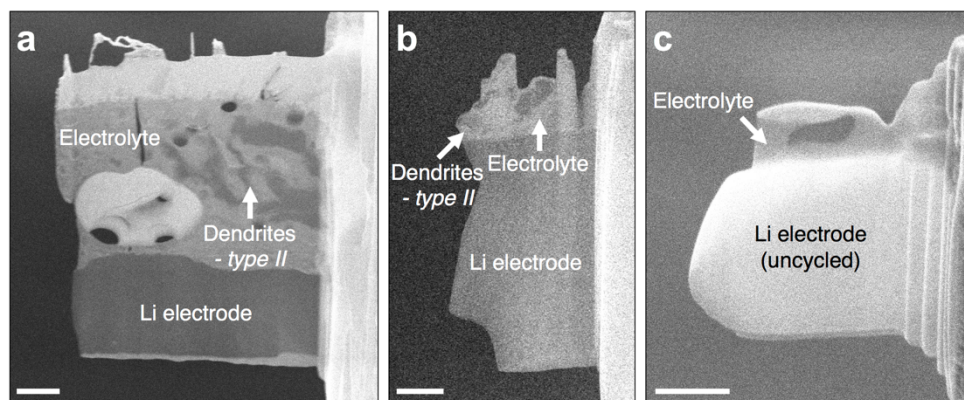 a
Electrolyte
Dendrites
- type II
Li electrode
b
Dendrites
- type II
Electrolyte
Li electrode
c
Electrolyte
Li electrode
(uncycled)